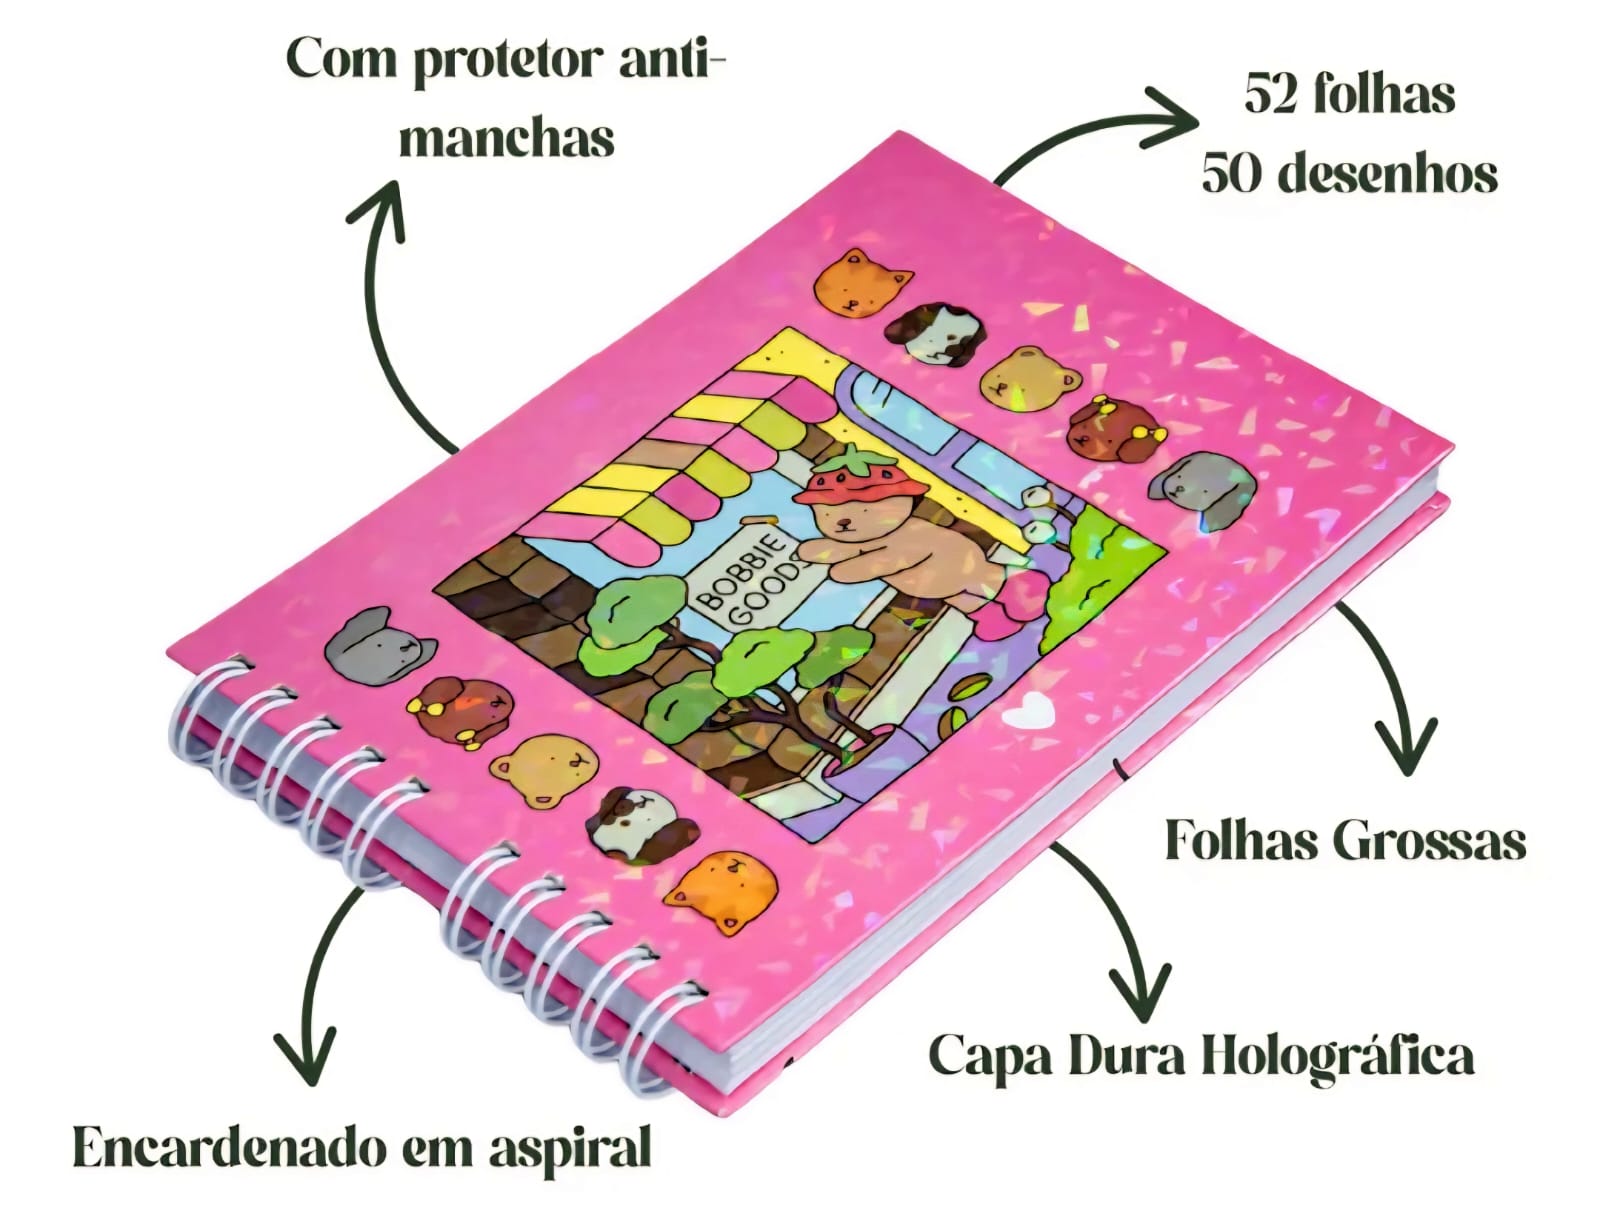 Com protetor anti-
manchas
52 folhas
50 desenhos
BOBBIE
GOODS
Folhas Grossas
Capa Dura Holográfica
Encardenado em aspiral